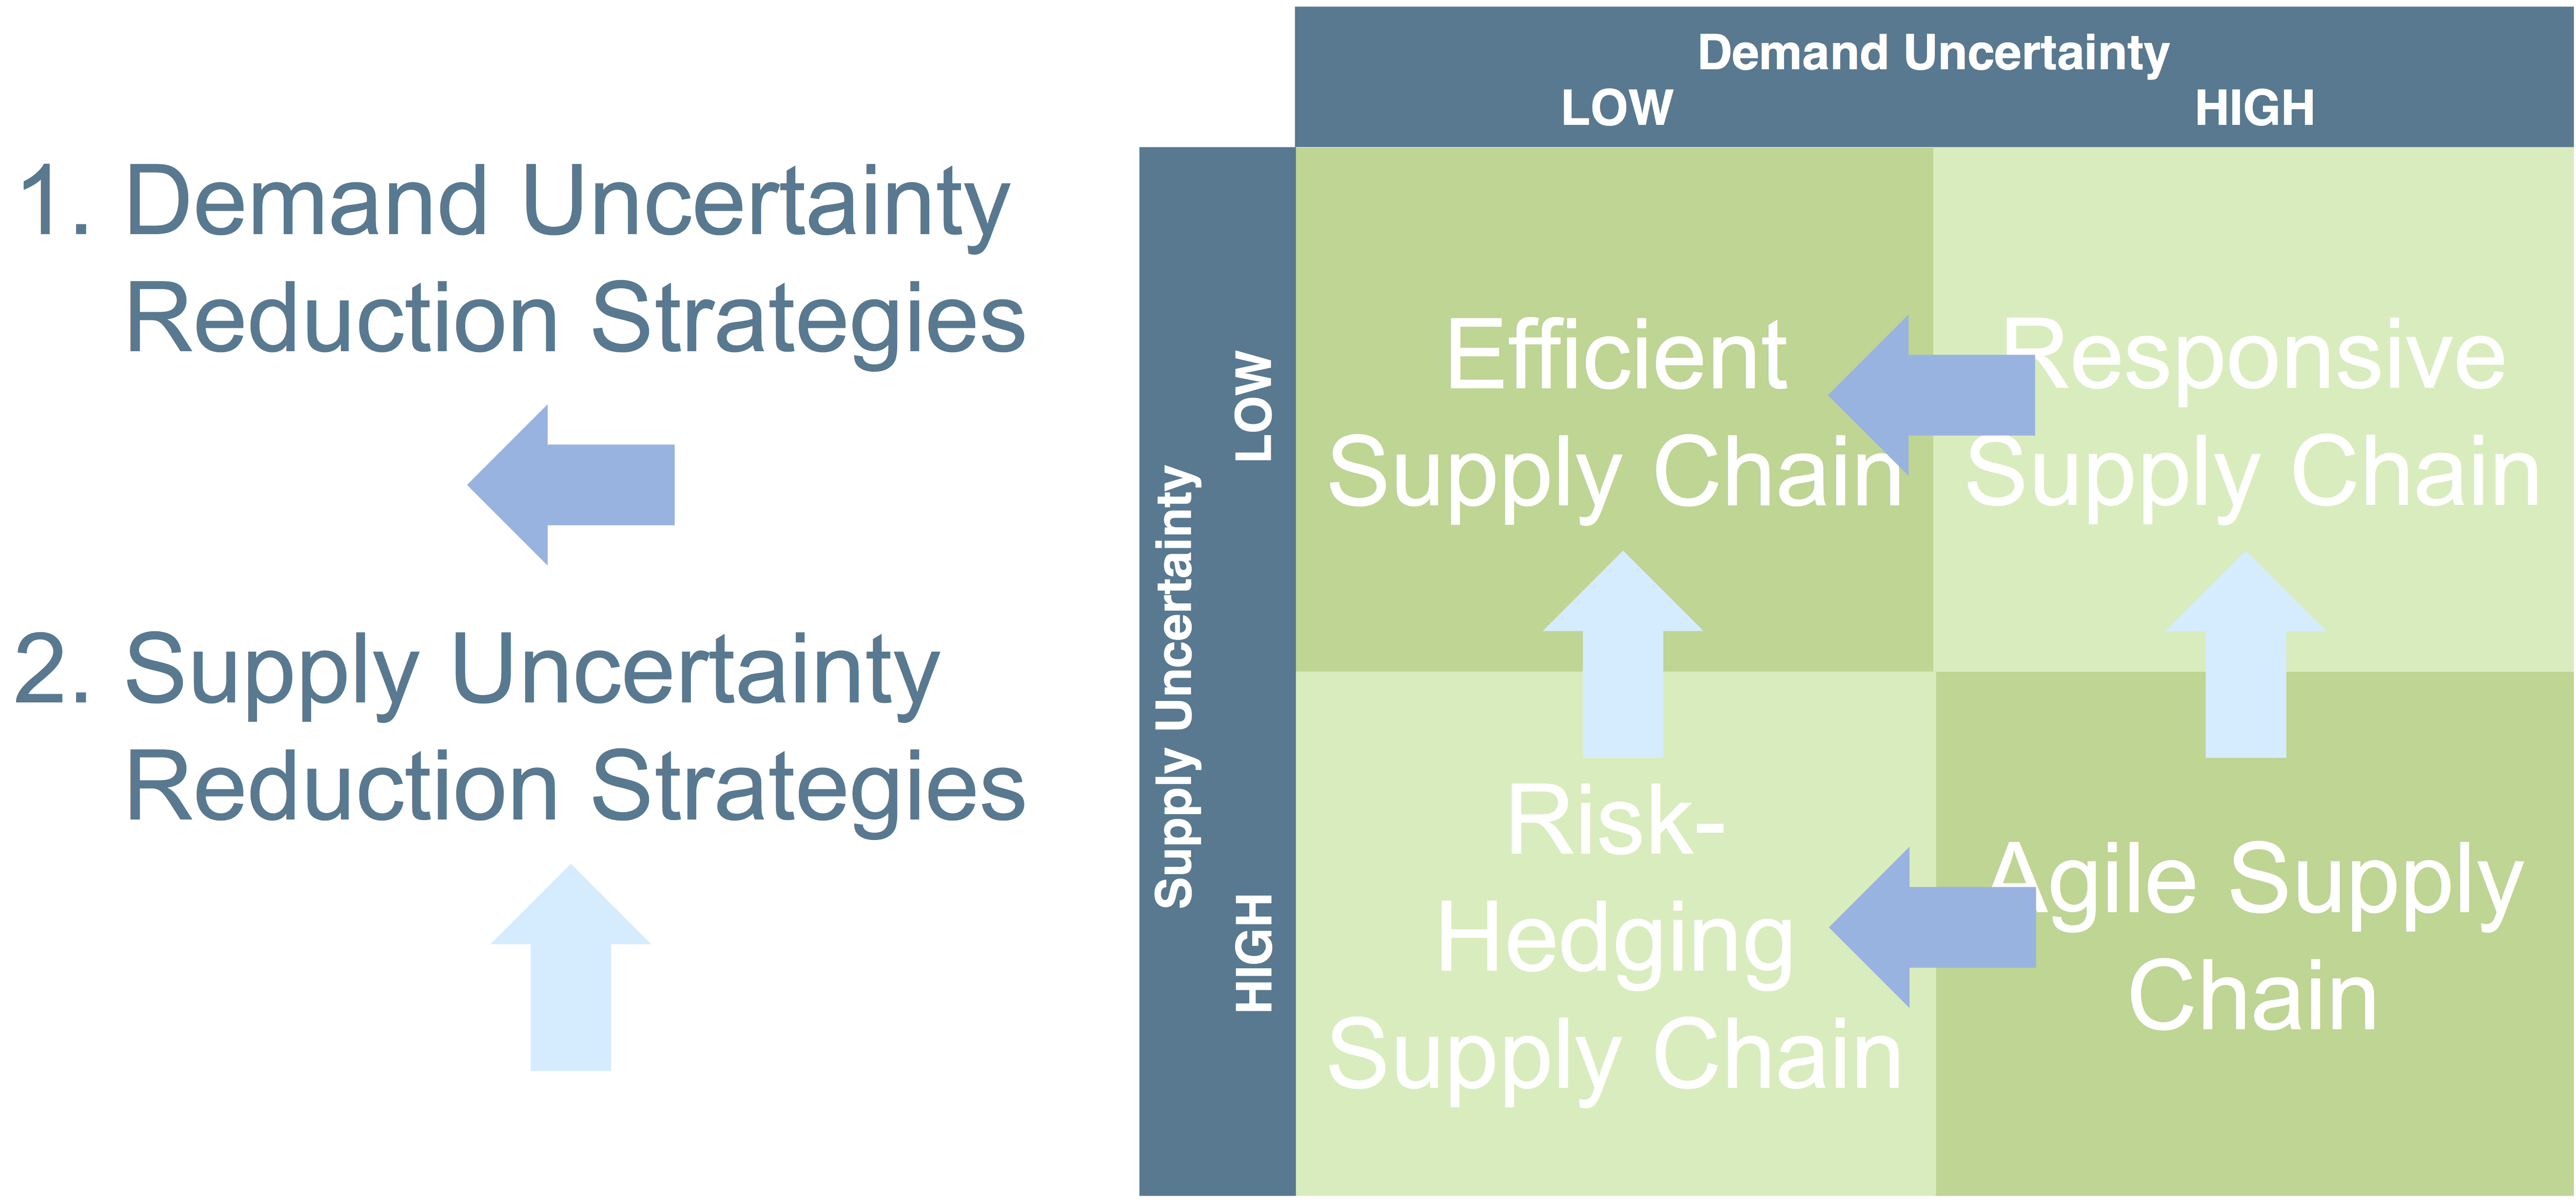 1. Demand Uncertainty
Reduction Strategies
2. Supply Uncertainty
Reduction Strategies
Demand Uncertainty
LOW
HIGH
Supply Uncertainty
LOW
HIGH
Efficient
Supply Chain
Responsive
Supply Chain
Risk-
Hedging
Supply Chain
Agile Supply
Chain